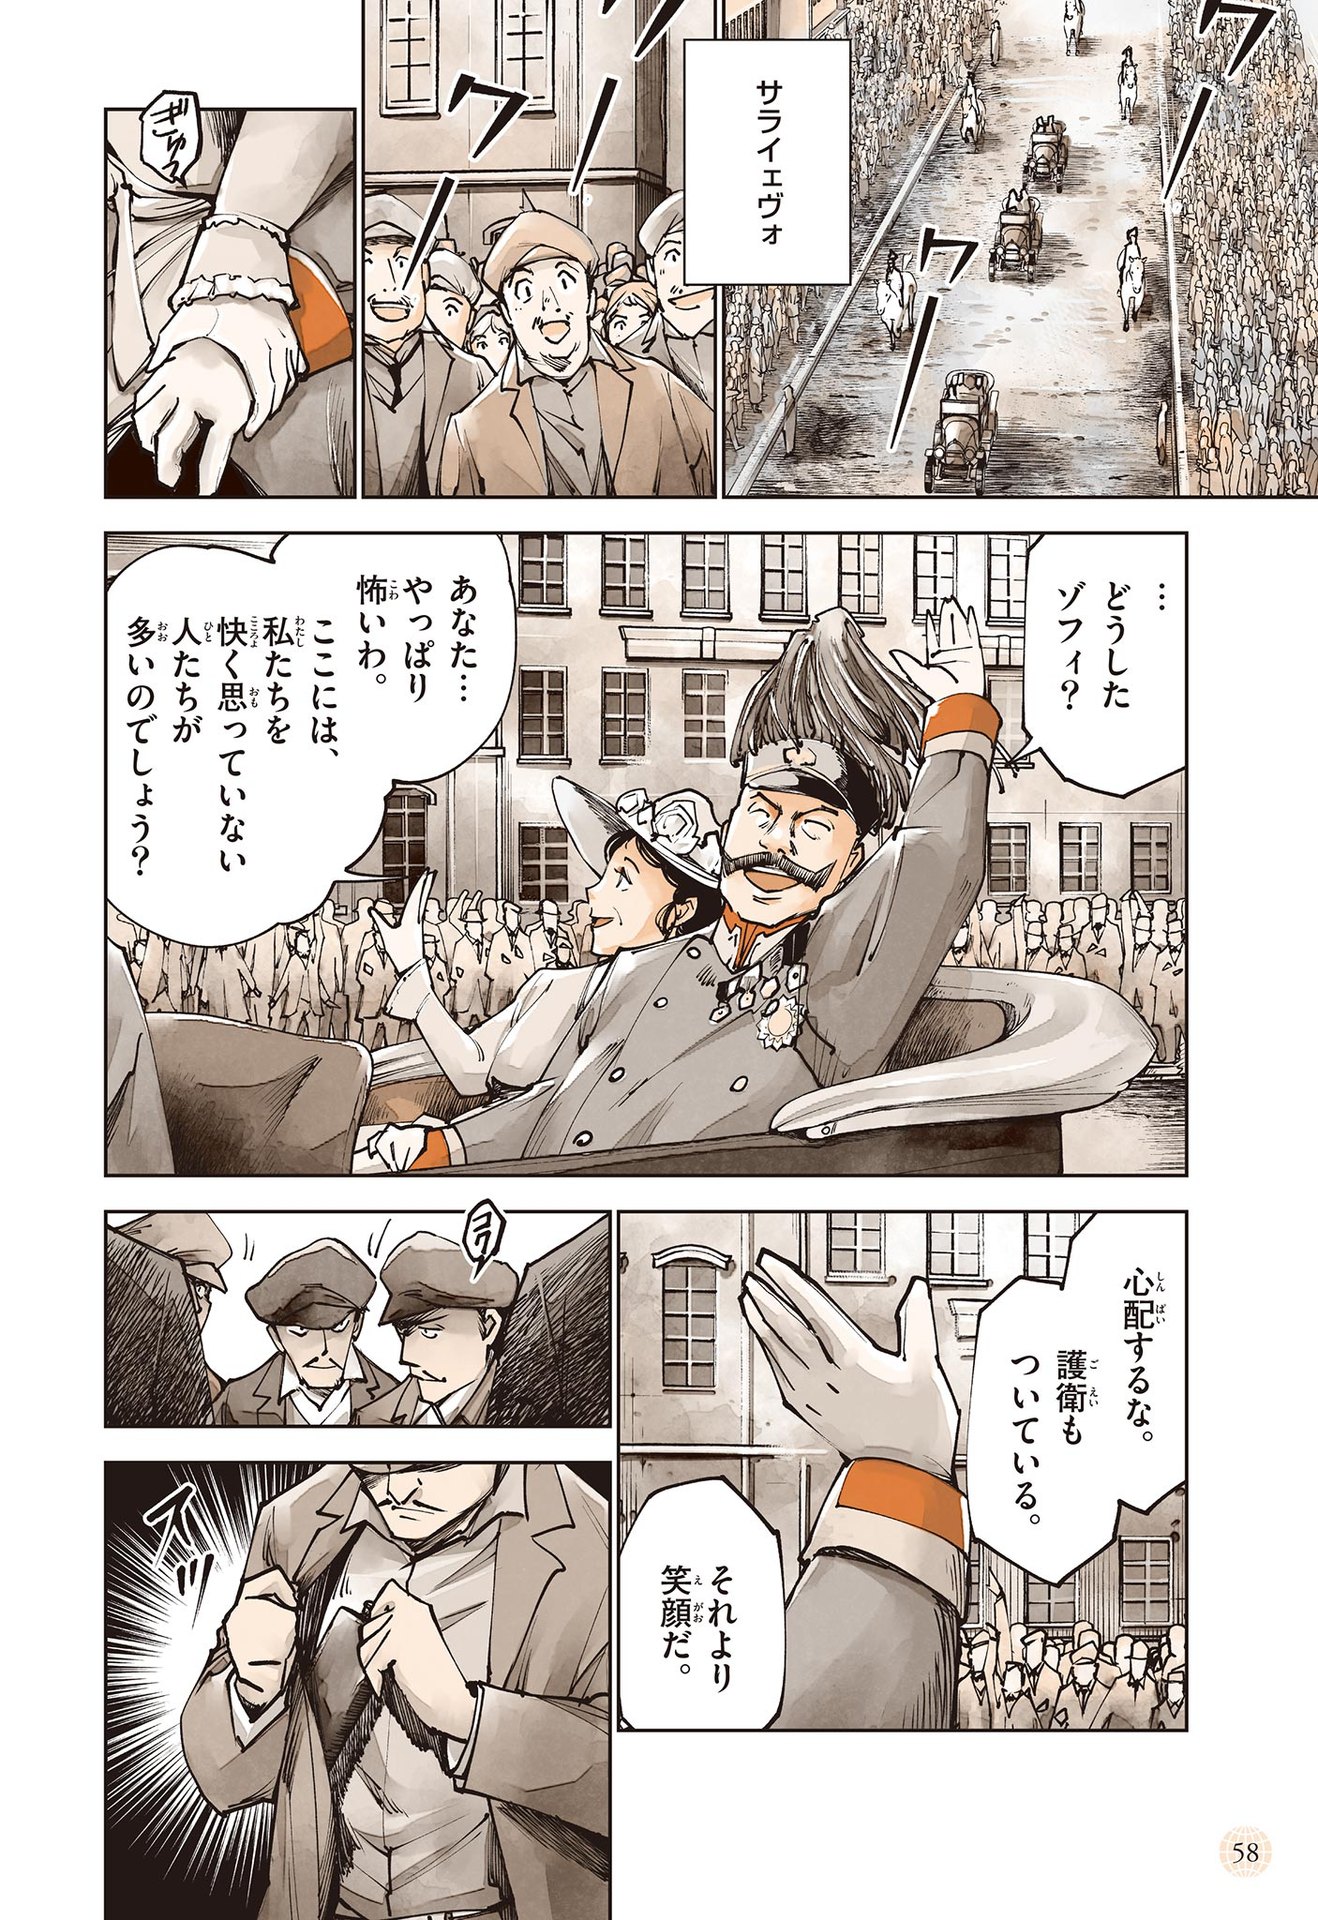 サライェヴォ
ワー
ワー
ワー
ワー
ぎゅっ
…
どうした
ゾフィ?
あなた…
やっぱり
怖いわ。
ここには、
私たちを
快く思っていない
人たちが
多いのでしょう?
心配するな。
護衛も
ついている。
それより
笑顔だ。
コク
スッ
58